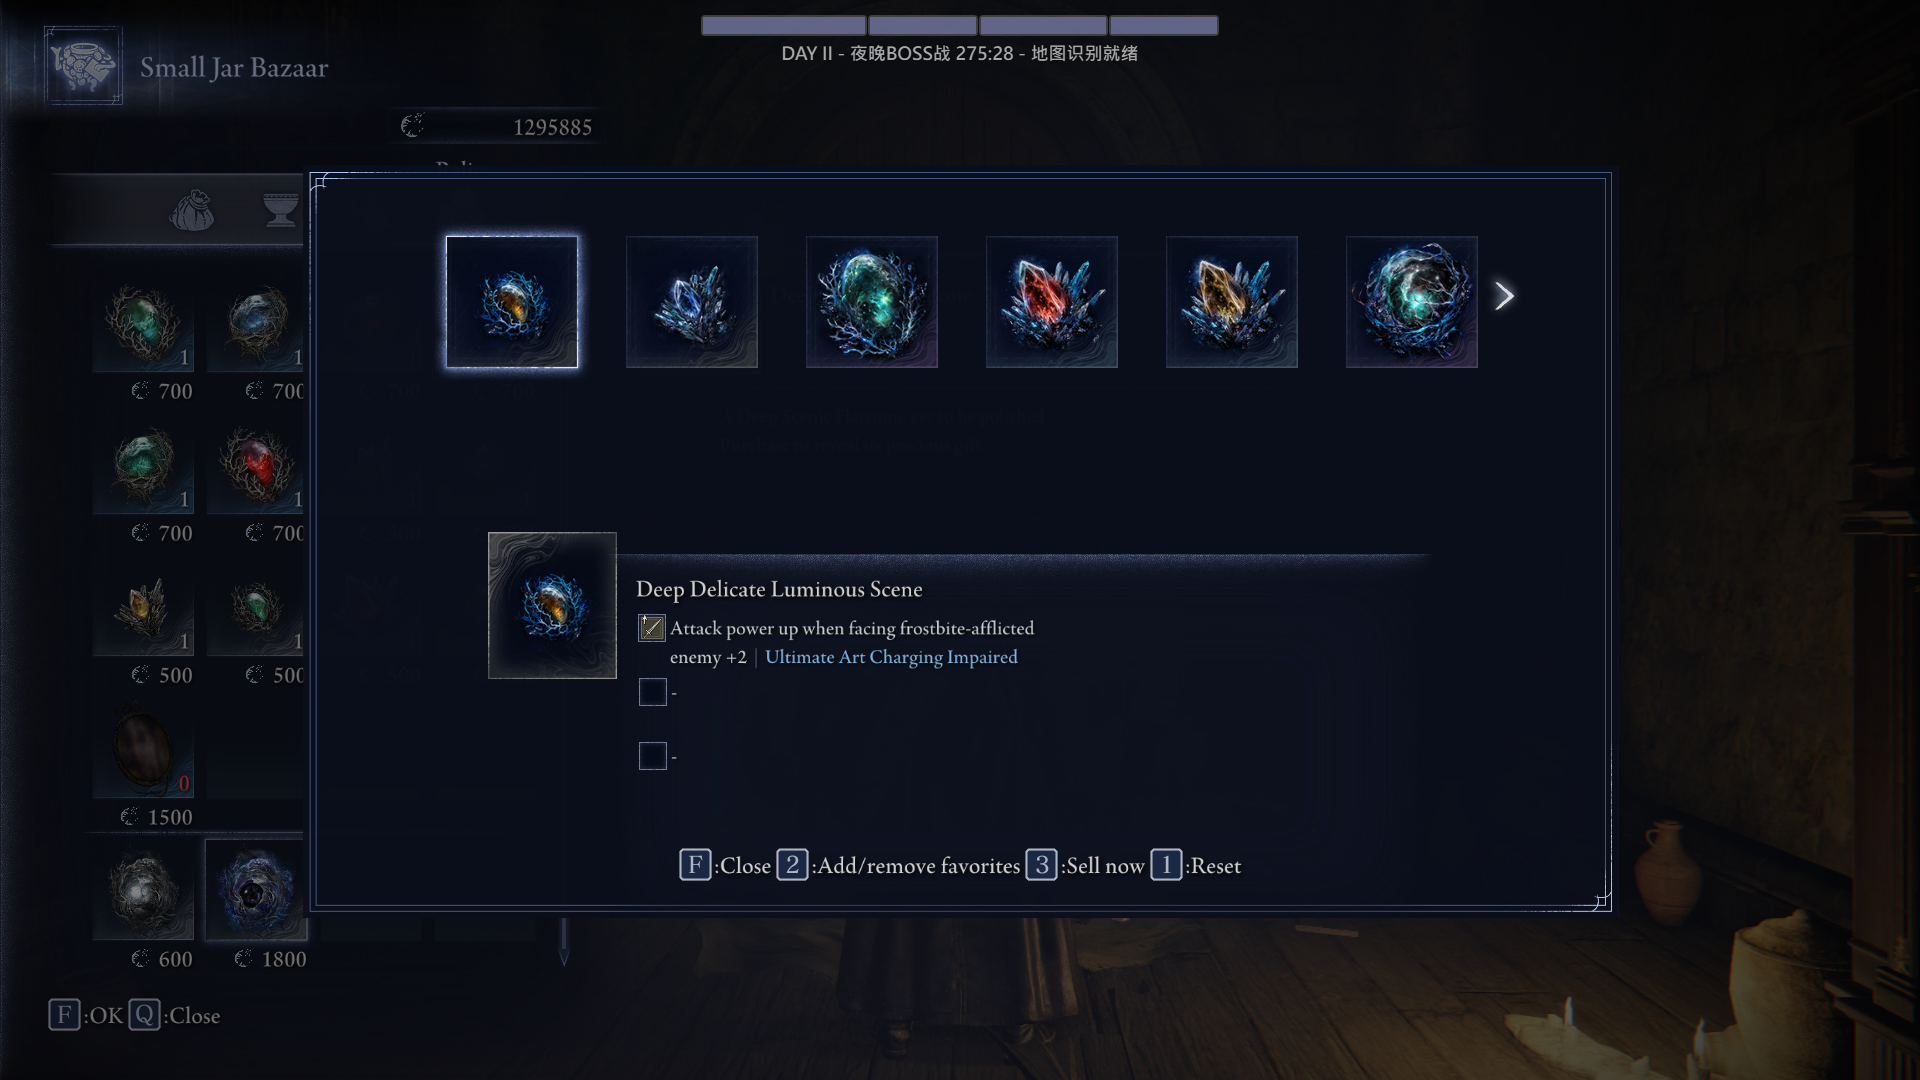 Small Jar Bazaar
DAY II - 夜晚BOSS战 275:28 - 地图识别就绪
1295885
1
1
700
700
1
1
700
700
1
1
500
500
0
1500
600
1800
Deep Delicate Luminous Scene
Attack power up when facing frostbite-afflicted
enemy +2 | Ultimate Art Charging Impaired
-
-
F:Close 2:Add/remove favorites 3:Sell now 1:Reset
F:OK Q:Close